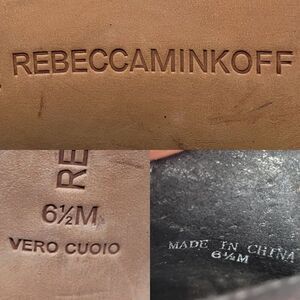 REBECCAMINKOFF
RE
6½M
VERO CUOIO
MADE IN CHINA
6½M